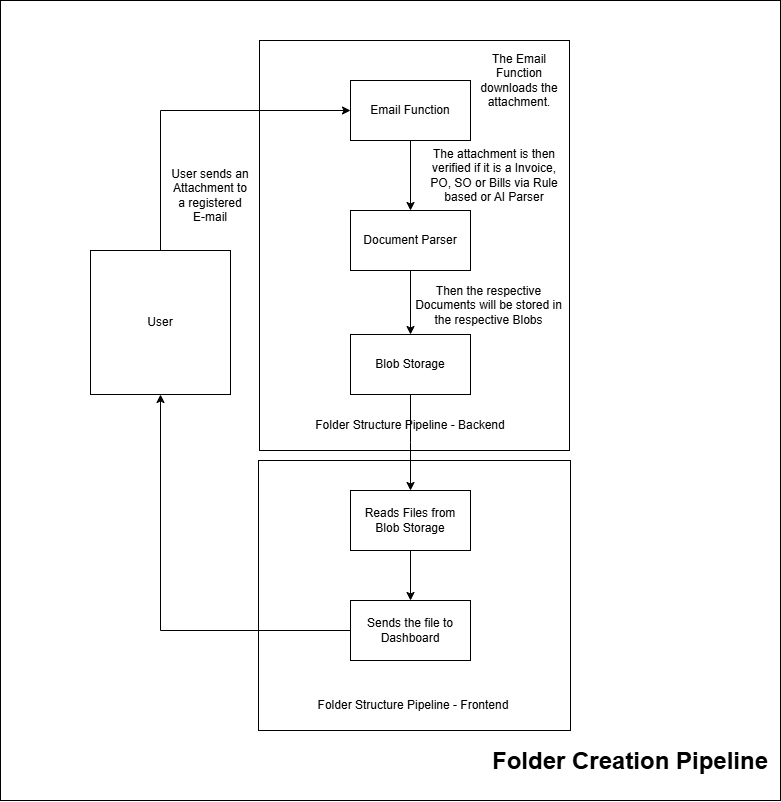 The Email
Function
downloads the
attachment.
Email Function
The attachment is then
verified if it is a Invoice,
PO, SO or Bills via Rule
based or AI Parser
User sends an
Attachment to
a registered
E-mail
Document Parser
Then the respective
Documents will be stored in
the respective Blobs
User
Blob Storage
Folder Structure Pipeline - Backend
Reads Files from
Blob Storage
Sends the file to
Dashboard
Folder Structure Pipeline - Frontend
Folder Creation Pipeline